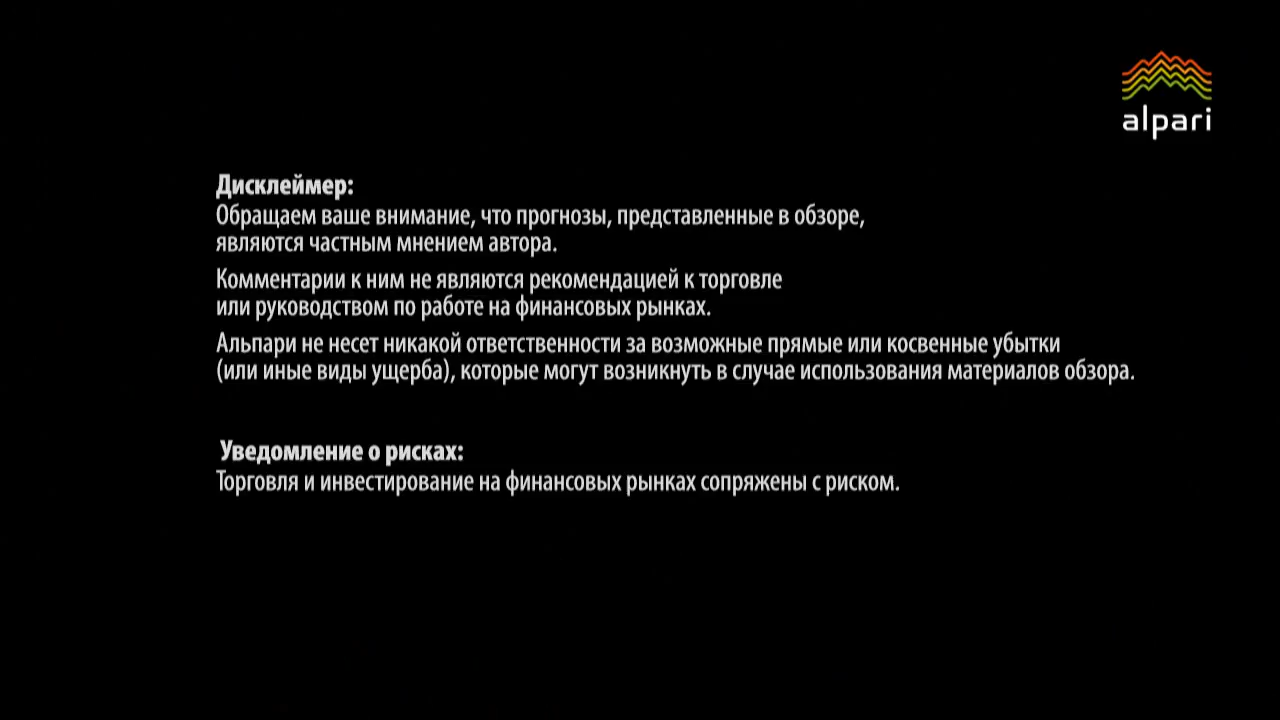 alpari
Дисклеймер:
Обращаем ваше внимание, что прогнозы, представленные в обзоре,
являются частным мнением автора.
Комментарии к ним не являются рекомендацией к торговле
или руководством по работе на финансовых рынках.
Альпари не несет никакой ответственности за возможные прямые или косвенные убытки
(или иные виды ущерба), которые могут возникнуть в случае использования материалов обзора.
Уведомление о рисках:
Торговля и инвестирование на финансовых рынках сопряжены с риском.